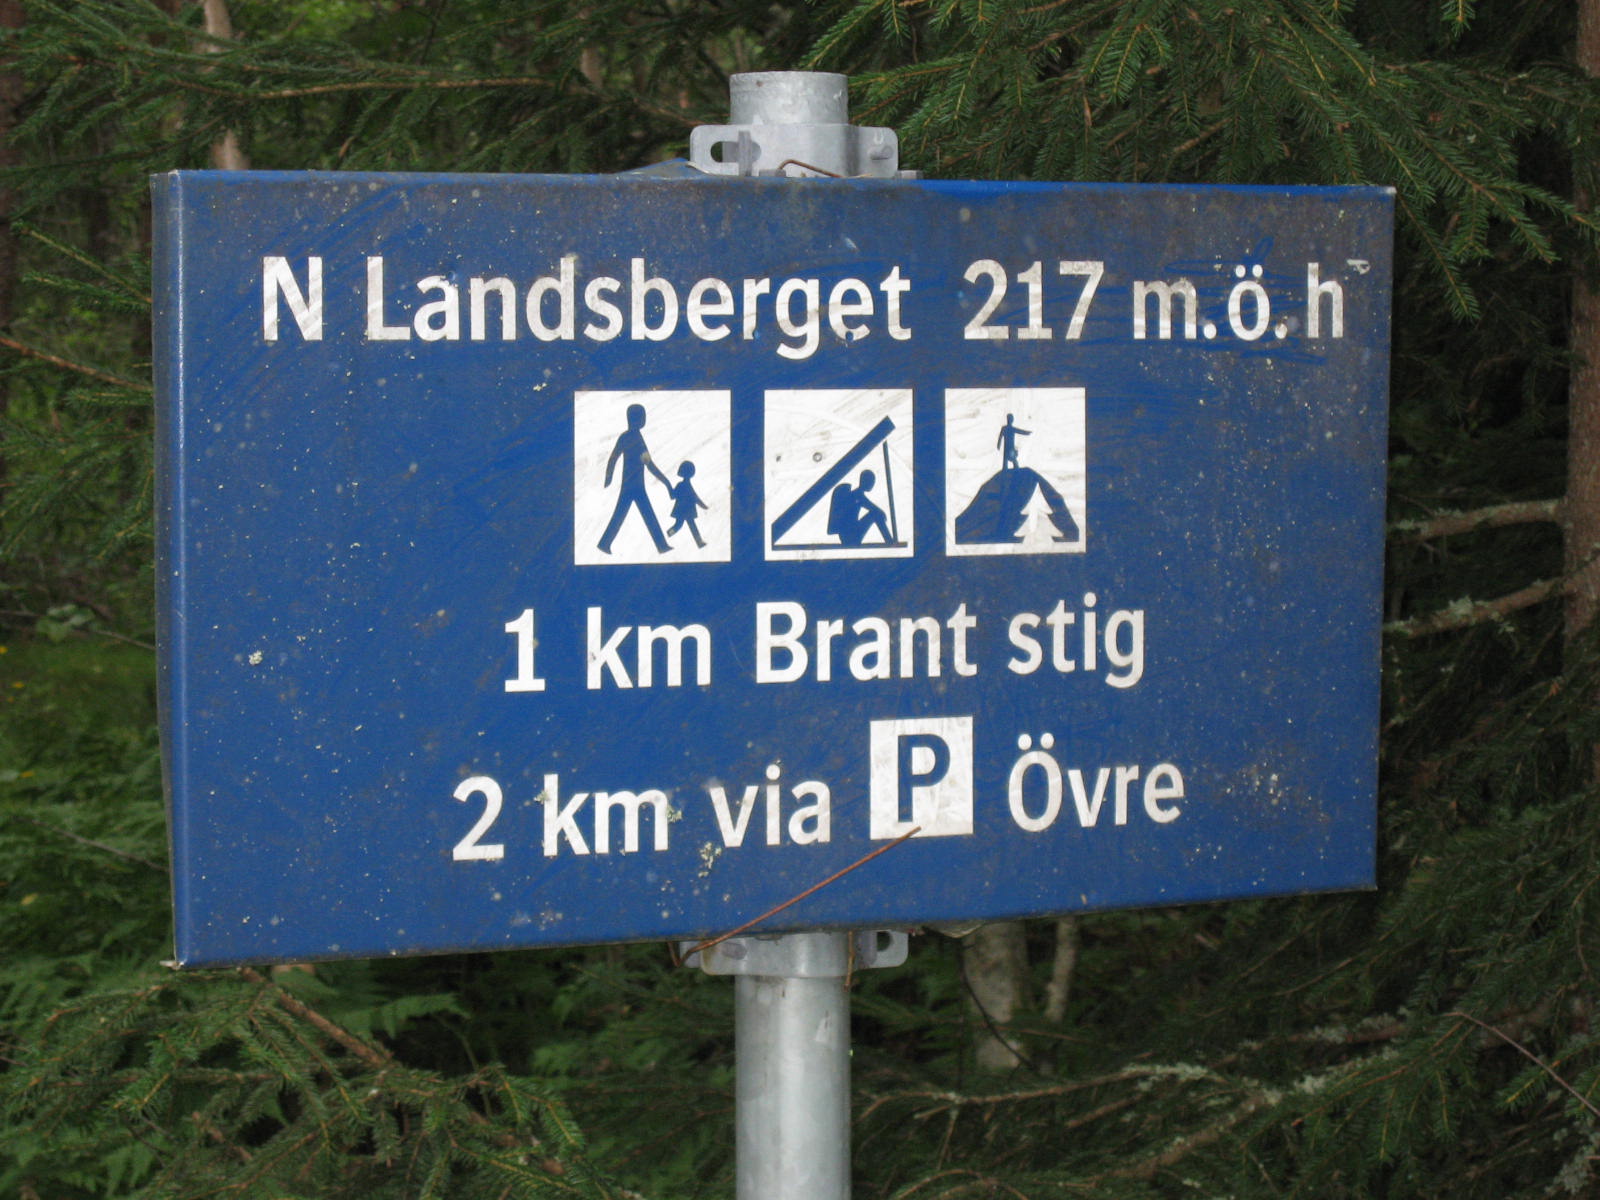 N Landsberget 217 m.ö.h
1 km Brant stig
2 km via P Övre